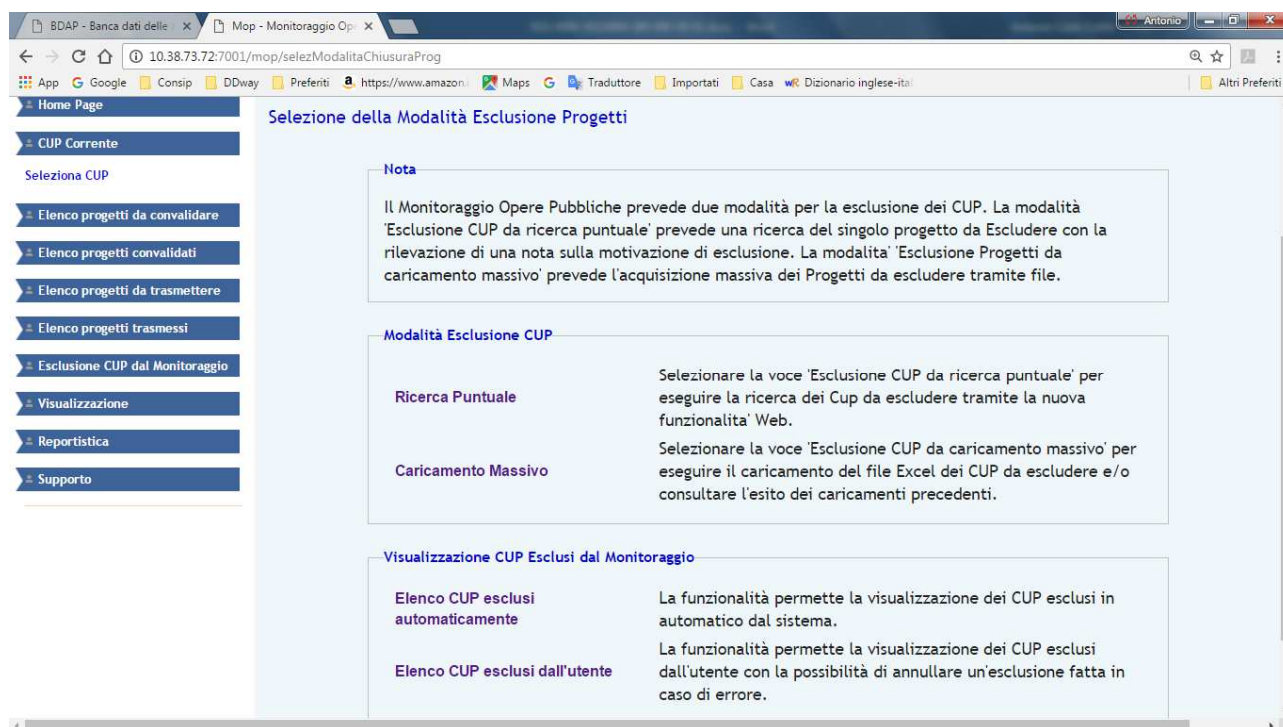 BDAP - Banca dati delle
Mop - Monitoraggio Op
Antonio
10.38.73.72:7001/mop/selezModalitaChiusuraProg
App
Google
Consip
DDway
Preferiti
https://www.amazon.i
Maps
Traduttore
Importati
Casa
Dizionario inglese-ital
Altri Preferiti
Home Page
CUP Corrente
Seleziona CUP
Elenco progetti da convalidare
Elenco progetti convalidati
Elenco progetti da trasmettere
Elenco progetti trasmessi
Esclusione CUP dal Monitoraggio
Visualizzazione
Reportistica
Supporto
Selezione della Modalità Esclusione Progetti
Nota
Il Monitoraggio Opere Pubbliche prevede due modalità per la esclusione dei CUP. La modalità
'Esclusione CUP da ricerca puntuale' prevede una ricerca del singolo progetto da Escludere con la
rilevazione di una nota sulla motivazione di esclusione. La modalita' 'Esclusione Progetti da
caricamento massivo' prevede l'acquisizione massiva dei Progetti da escludere tramite file.
Modalità Esclusione CUP
Ricerca Puntuale
Selezionare la voce 'Esclusione CUP da ricerca puntuale' per
eseguire la ricerca dei Cup da escludere tramite la nuova
funzionalita' Web.
Caricamento Massivo
Selezionare la voce 'Esclusione CUP da caricamento massivo' per
eseguire il caricamento del file Excel dei CUP da escludere e/o
consultare l'esito dei caricamenti precedenti.
Visualizzazione CUP Esclusi dal Monitoraggio
Elenco CUP esclusi
automaticamente
La funzionalità permette la visualizzazione dei CUP esclusi in
automatico dal sistema.
Elenco CUP esclusi dall'utente
La funzionalità permette la visualizzazione dei CUP esclusi
dall'utente con la possibilità di annullare un'esclusione fatta in
caso di errore.